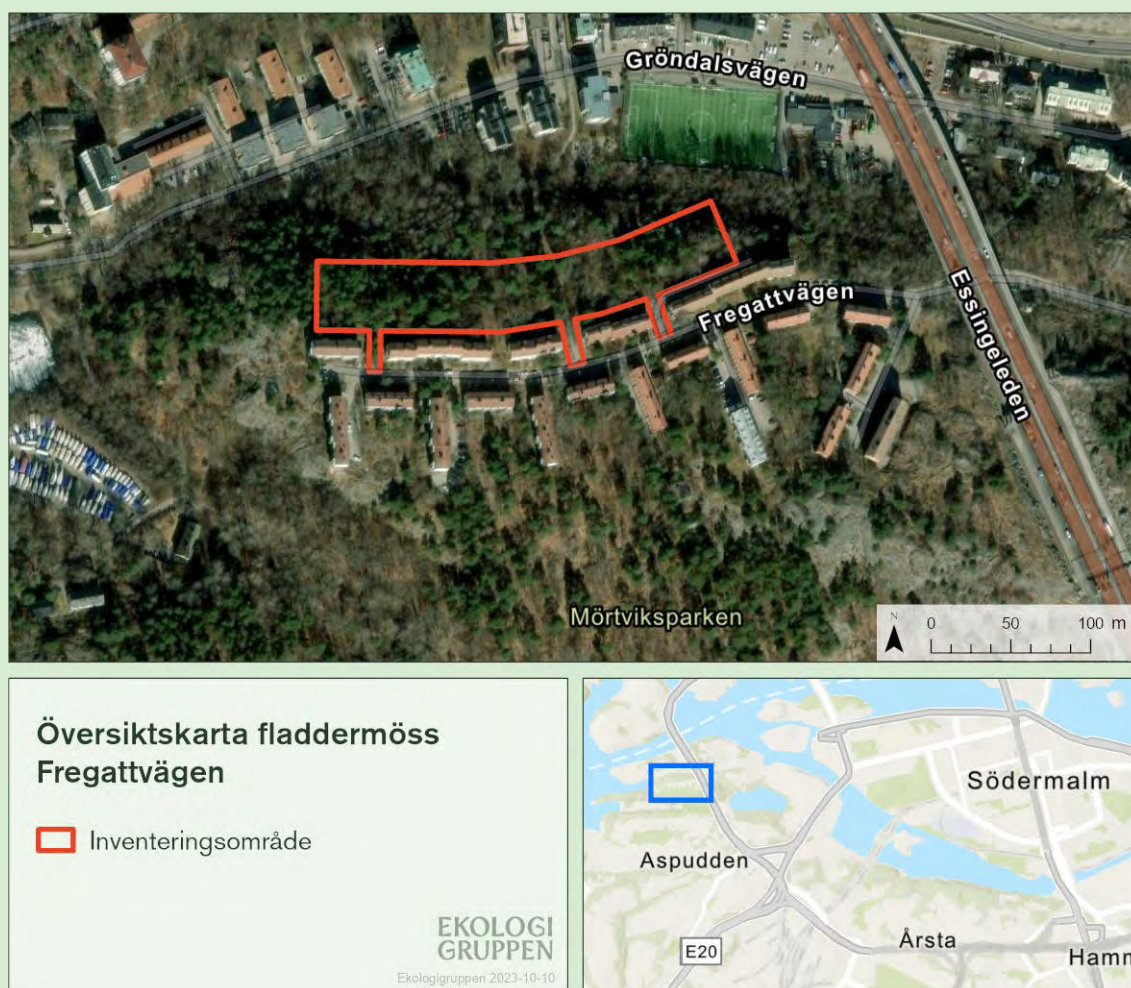 Gröndalsvägen
Essingeleden
Fregattvägen
Mörtviksparken
N
0 50 100 m
Översiktskarta fladdermöss
Fregattvägen
Inventeringsområde
EKOLOGI
GRUPPEN
Ekologigruppen 2023-10-10
Södermalm
Aspudden
Årsta
E20
Hamm